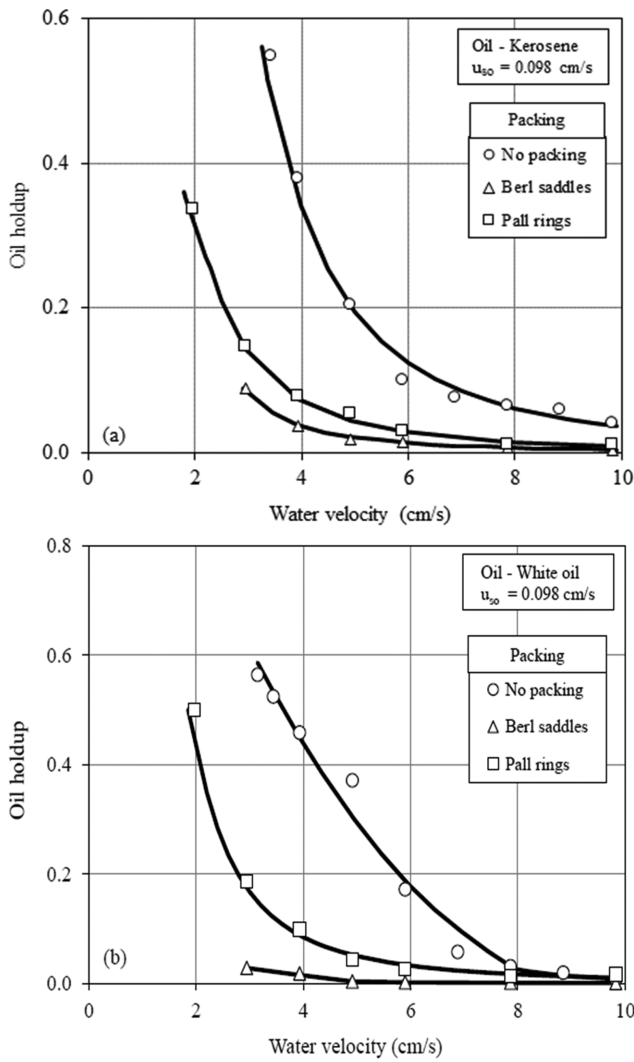 0.6
0.4
0.2
0.0
Oil holdup
Oil - Kerosene
uso = 0.098 cm/s
Packing
No packing
Berl saddles
Pall rings
(a)
0 2 4 6 8 10
Water velocity (cm/s)
0.8
0.6
0.4
0.2
0.0
Oil holdup
Oil - White oil
uso = 0.098 cm/s
Packing
No packing
Berl saddles
Pall rings
(b)
0 2 4 6 8 10
Water velocity (cm/s)